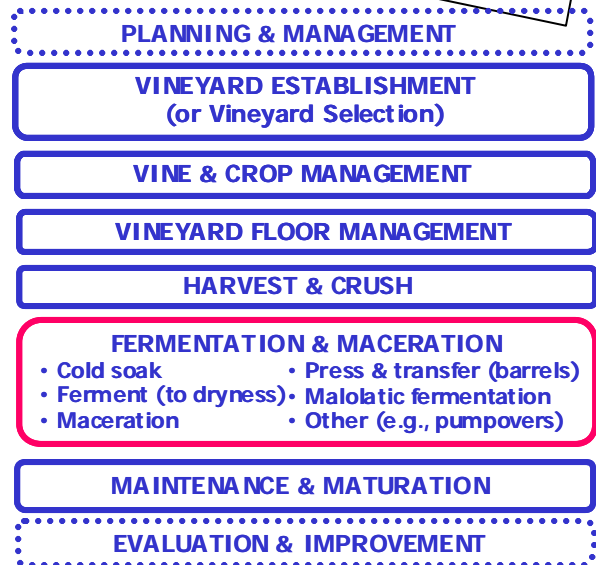 PLANNING & MANAGEMENT
VINEYARD ESTABLISHMENT
(or Vineyard Selection)
VINE & CROP MANAGEMENT
VINEYARD FLOOR MANAGEMENT
HARVEST & CRUSH
FERMENTATION & MACERATION
• Cold soak
• Ferment (to dryness)
• Maceration
• Press & transfer (barrels)
• Malolatic fermentation
• Other (e.g., pumpovers)
MAINTENANCE & MATURATION
EVALUATION & IMPROVEMENT